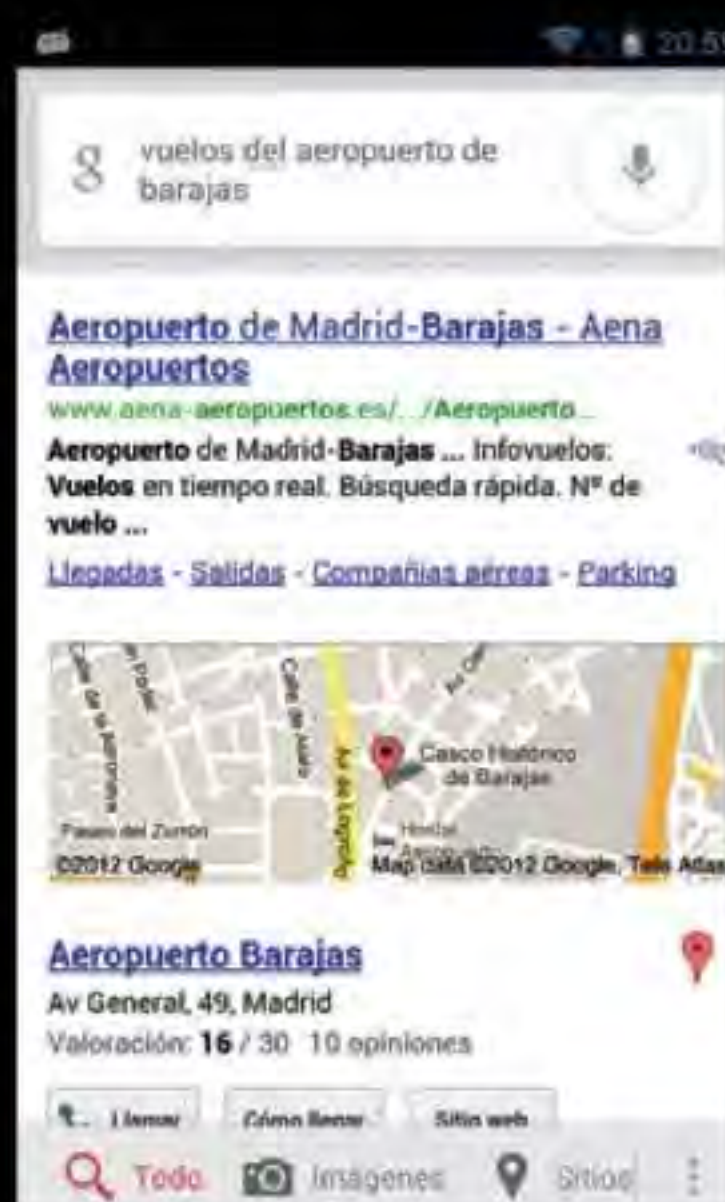 20:5
g vuelos del aeropuerto de
barajas
Aeropuerto de Madrid-Barajas - Aena
Aeropuertos
www.aena-aeropuertos.es/.../Aeropuerto...
Aeropuerto de Madrid-Barajas ... Infovuelos:
Vuelos en tiempo real. Búsqueda rápida. Nº de
vuelo ...
Llegadas - Salidas - Compañías aéreas - Parking
Casco Histórico
de Barajas
Av de Logroño
Paseo del Zurrón
Hostal
©2012 Google
Map data ©2012 Google, Tele Atlas
Aeropuerto Barajas
Av General, 49, Madrid
Valoración: 16 / 30 10 opiniones
Llamar Cómo llegar Sitio web
Todo Imágenes Sitios